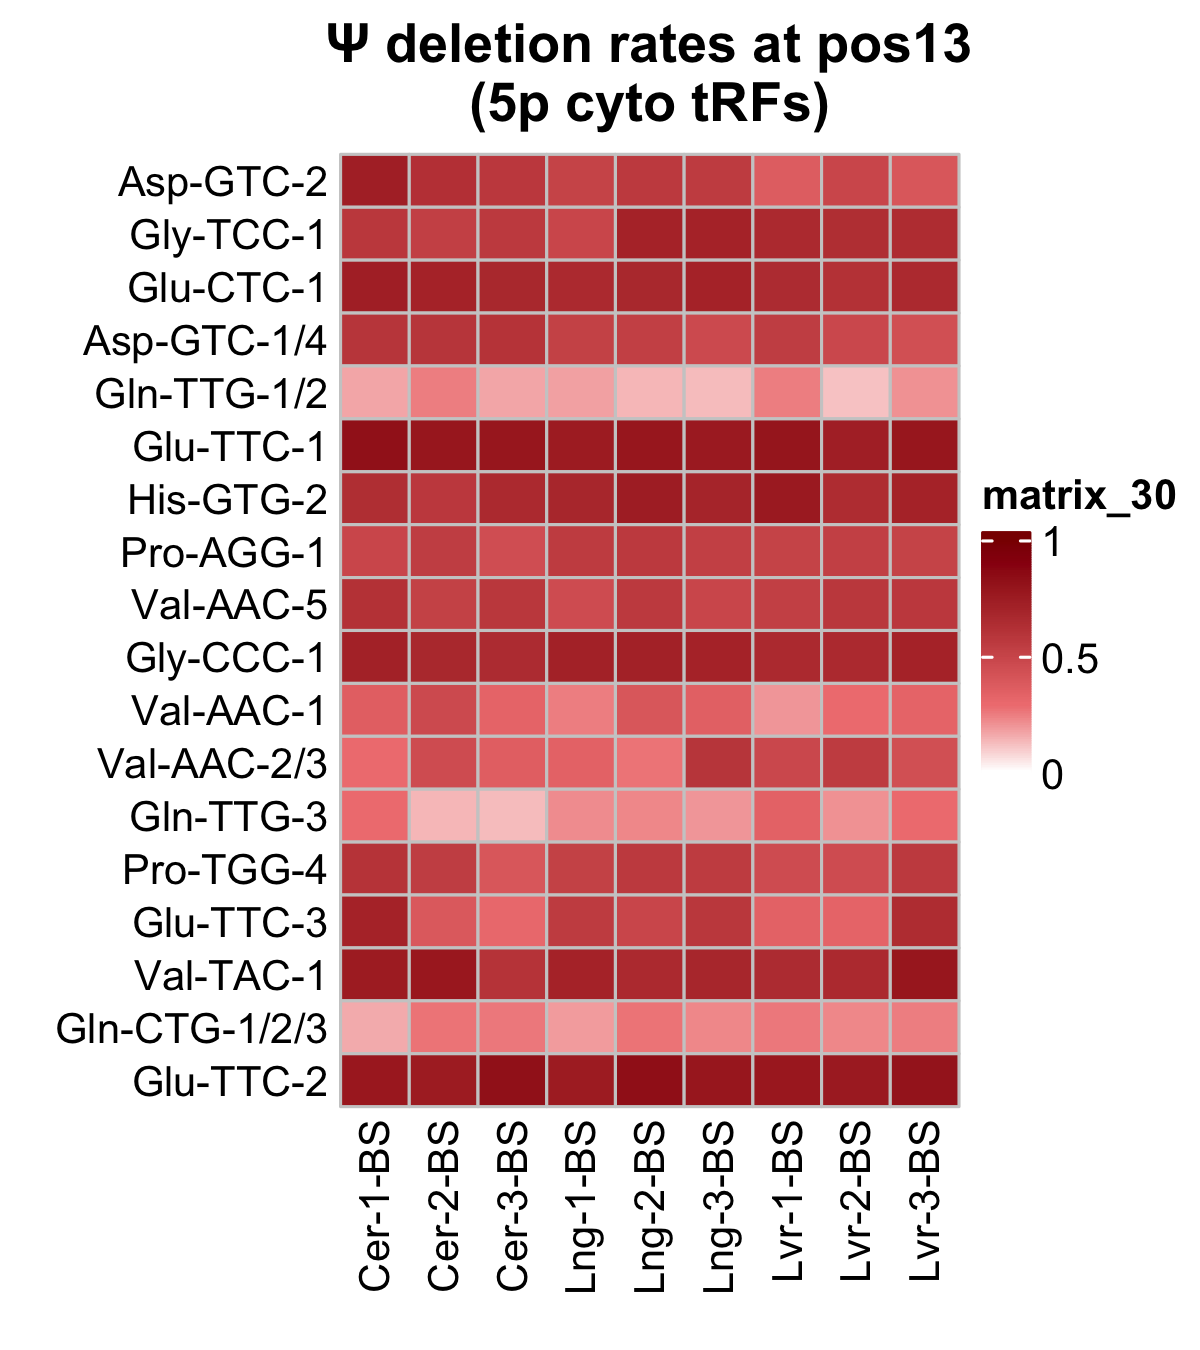 Ψ deletion rates at pos13
(5p cyto tRFs)
Asp-GTC-2
Gly-TCC-1
Glu-CTC-1
Asp-GTC-1/4
Gln-TTG-1/2
Glu-TTC-1
His-GTG-2
Pro-AGG-1
Val-AAC-5
Gly-CCC-1
Val-AAC-1
Val-AAC-2/3
Gln-TTG-3
Pro-TGG-4
Glu-TTC-3
Val-TAC-1
Gln-CTG-1/2/3
Glu-TTC-2
Cer-1-BS
Cer-2-BS
Cer-3-BS
Lng-1-BS
Lng-2-BS
Lng-3-BS
Lvr-1-BS
Lvr-2-BS
Lvr-3-BS
matrix_30
1
0.5
0